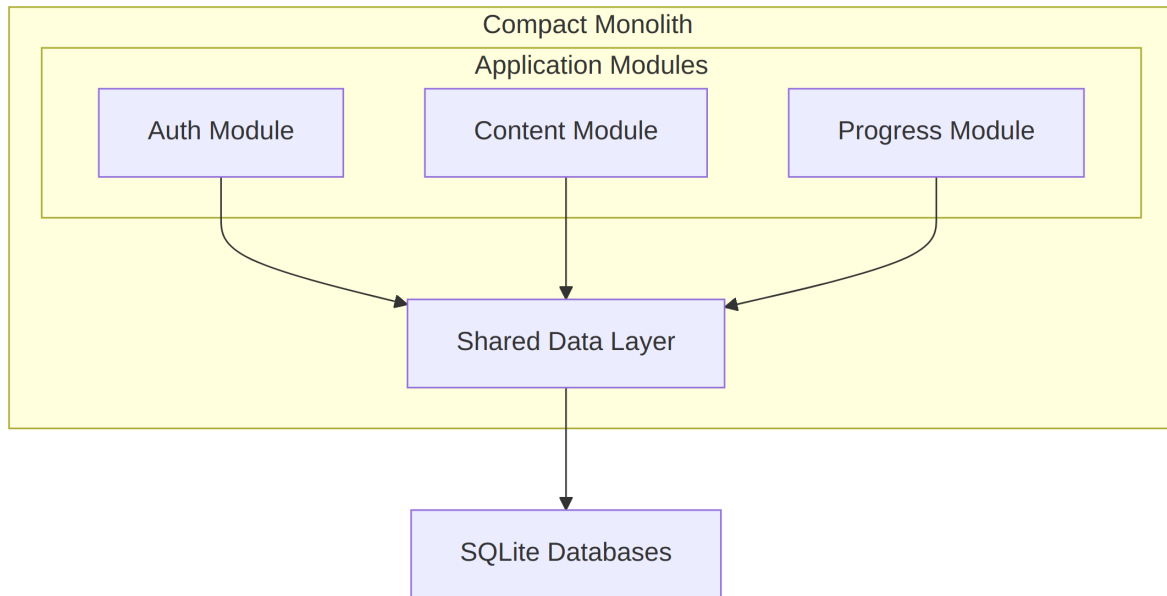 Compact Monolith
Application Modules
Auth Module
Content Module
Progress Module
Shared Data Layer
SQLite Databases